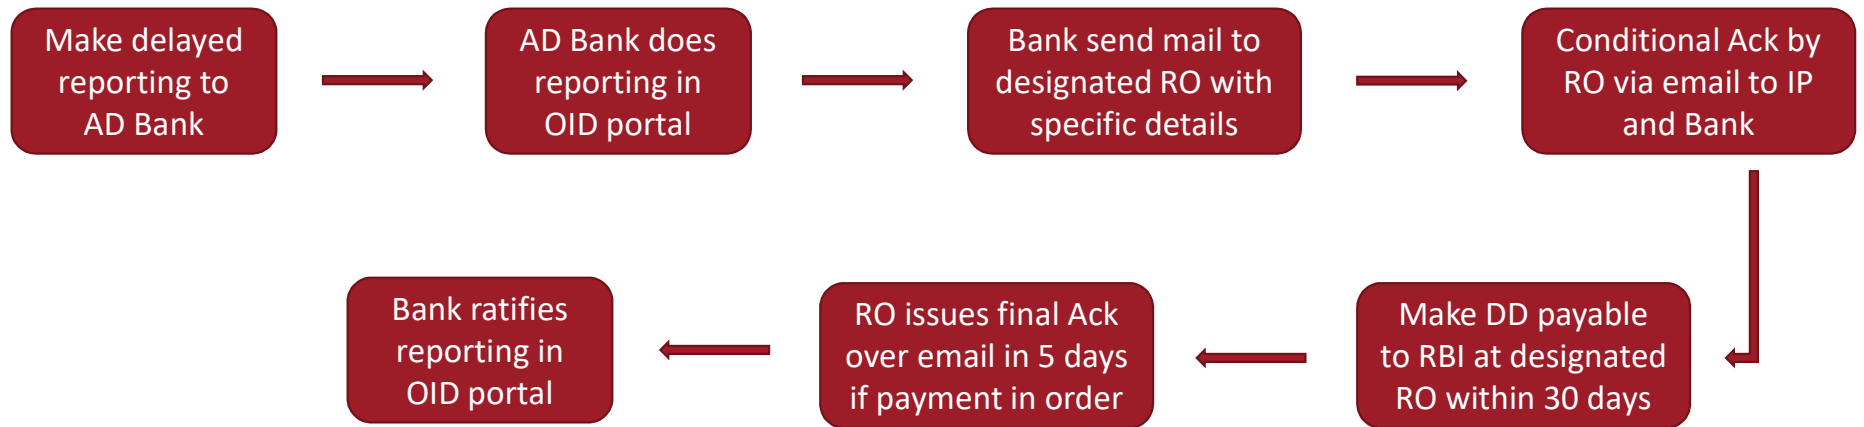 Make delayed
reporting to
AD Bank
AD Bank does
reporting in
OID portal
Bank send mail to
designated RO with
specific details
Conditional Ack by
RO via email to IP
and Bank
Make DD payable
to RBI at designated
RO within 30 days
RO issues final Ack
over email in 5 days
if payment in order
Bank ratifies
reporting in
OID portal